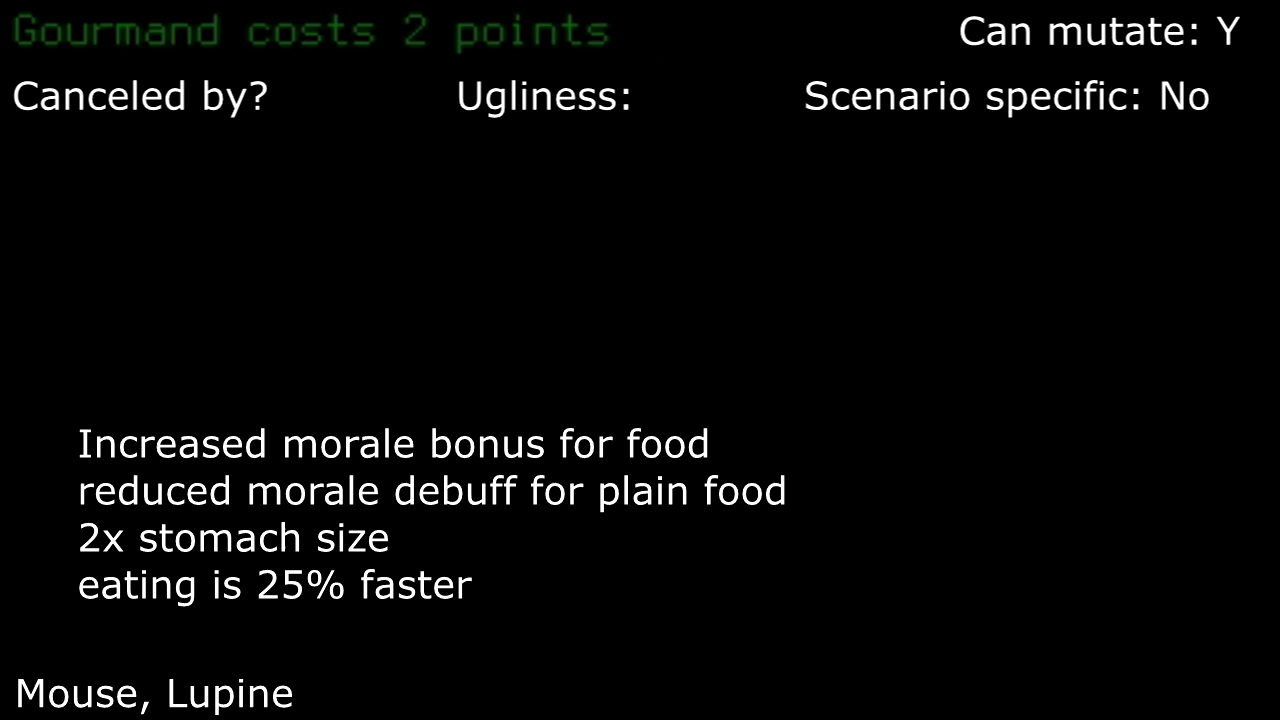 Gourmand costs 2 points
Can mutate: Y
Canceled by?
Ugliness:
Scenario specific: No
Increased morale bonus for food
reduced morale debuff for plain food
2x stomach size
eating is 25% faster
Mouse, Lupine